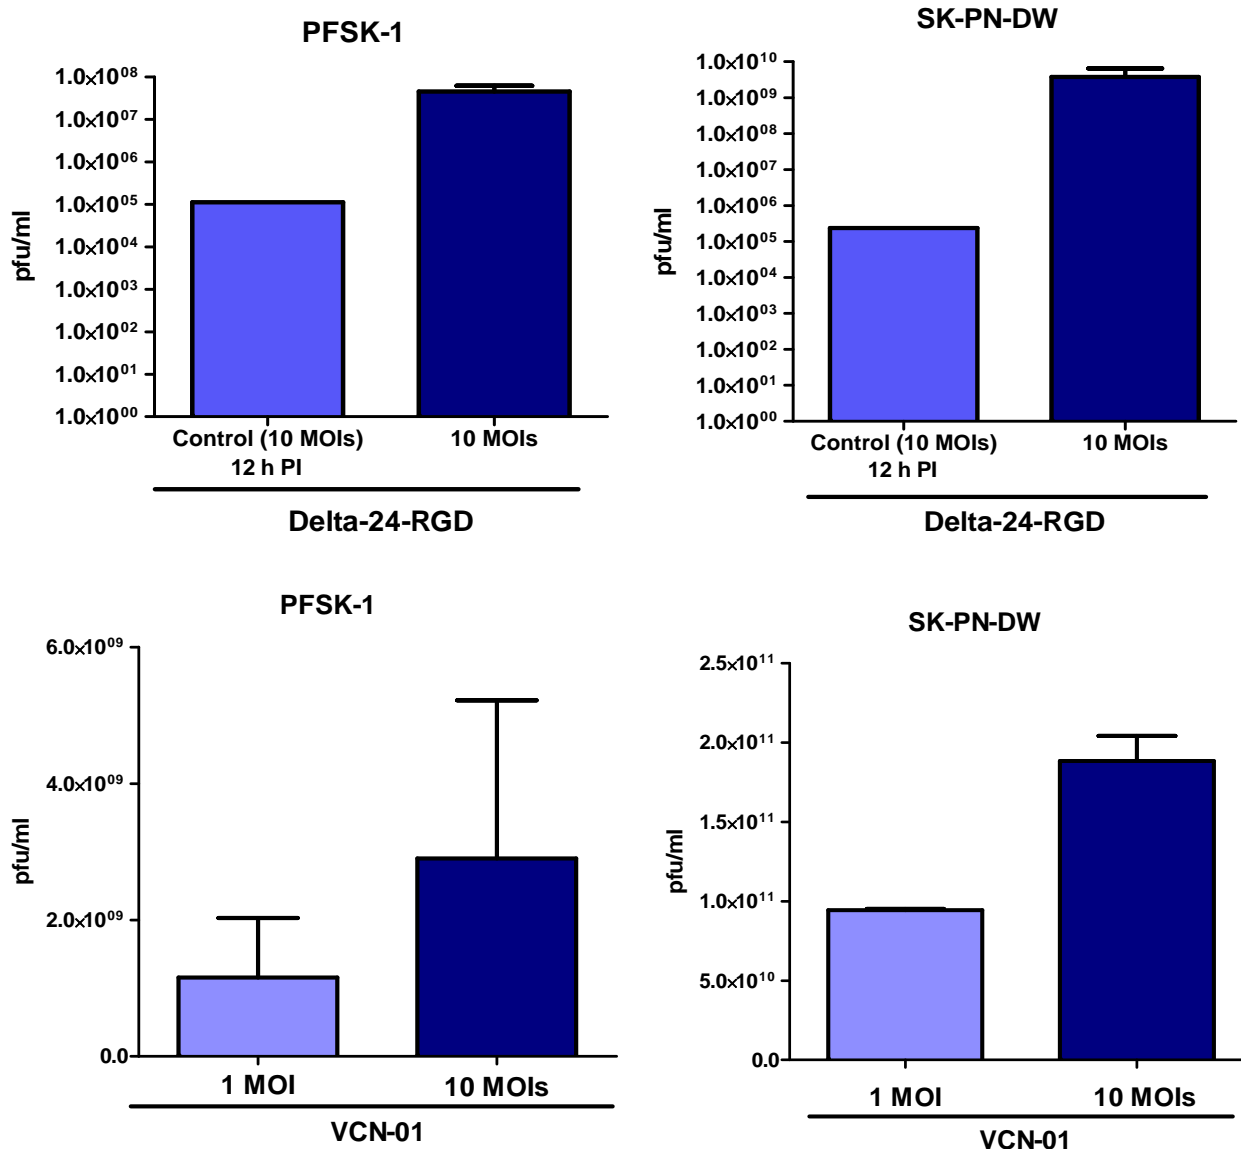 PFSK-1
pfu/ml
1.0×10⁰⁸
1.0×10⁰⁷
1.0×10⁰⁶
1.0×10⁰⁵
1.0×10⁰⁴
1.0×10⁰³
1.0×10⁰²
1.0×10⁰¹
1.0×10⁰⁰
Control (10 MOIs)
12 h PI
10 MOIs
Delta-24-RGD
SK-PN-DW
pfu/ml
1.0×10¹⁰
1.0×10⁰⁹
1.0×10⁰⁸
1.0×10⁰⁷
1.0×10⁰⁶
1.0×10⁰⁵
1.0×10⁰⁴
1.0×10⁰³
1.0×10⁰²
1.0×10⁰¹
1.0×10⁰⁰
Control (10 MOIs)
12 h PI
10 MOIs
Delta-24-RGD
PFSK-1
pfu/ml
6.0×10⁰⁹
4.0×10⁰⁹
2.0×10⁰⁹
0.0
1 MOI
10 MOIs
VCN-01
SK-PN-DW
pfu/ml
2.5×10¹¹
2.0×10¹¹
1.5×10¹¹
1.0×10¹¹
5.0×10¹⁰
0.0
1 MOI
10 MOIs
VCN-01